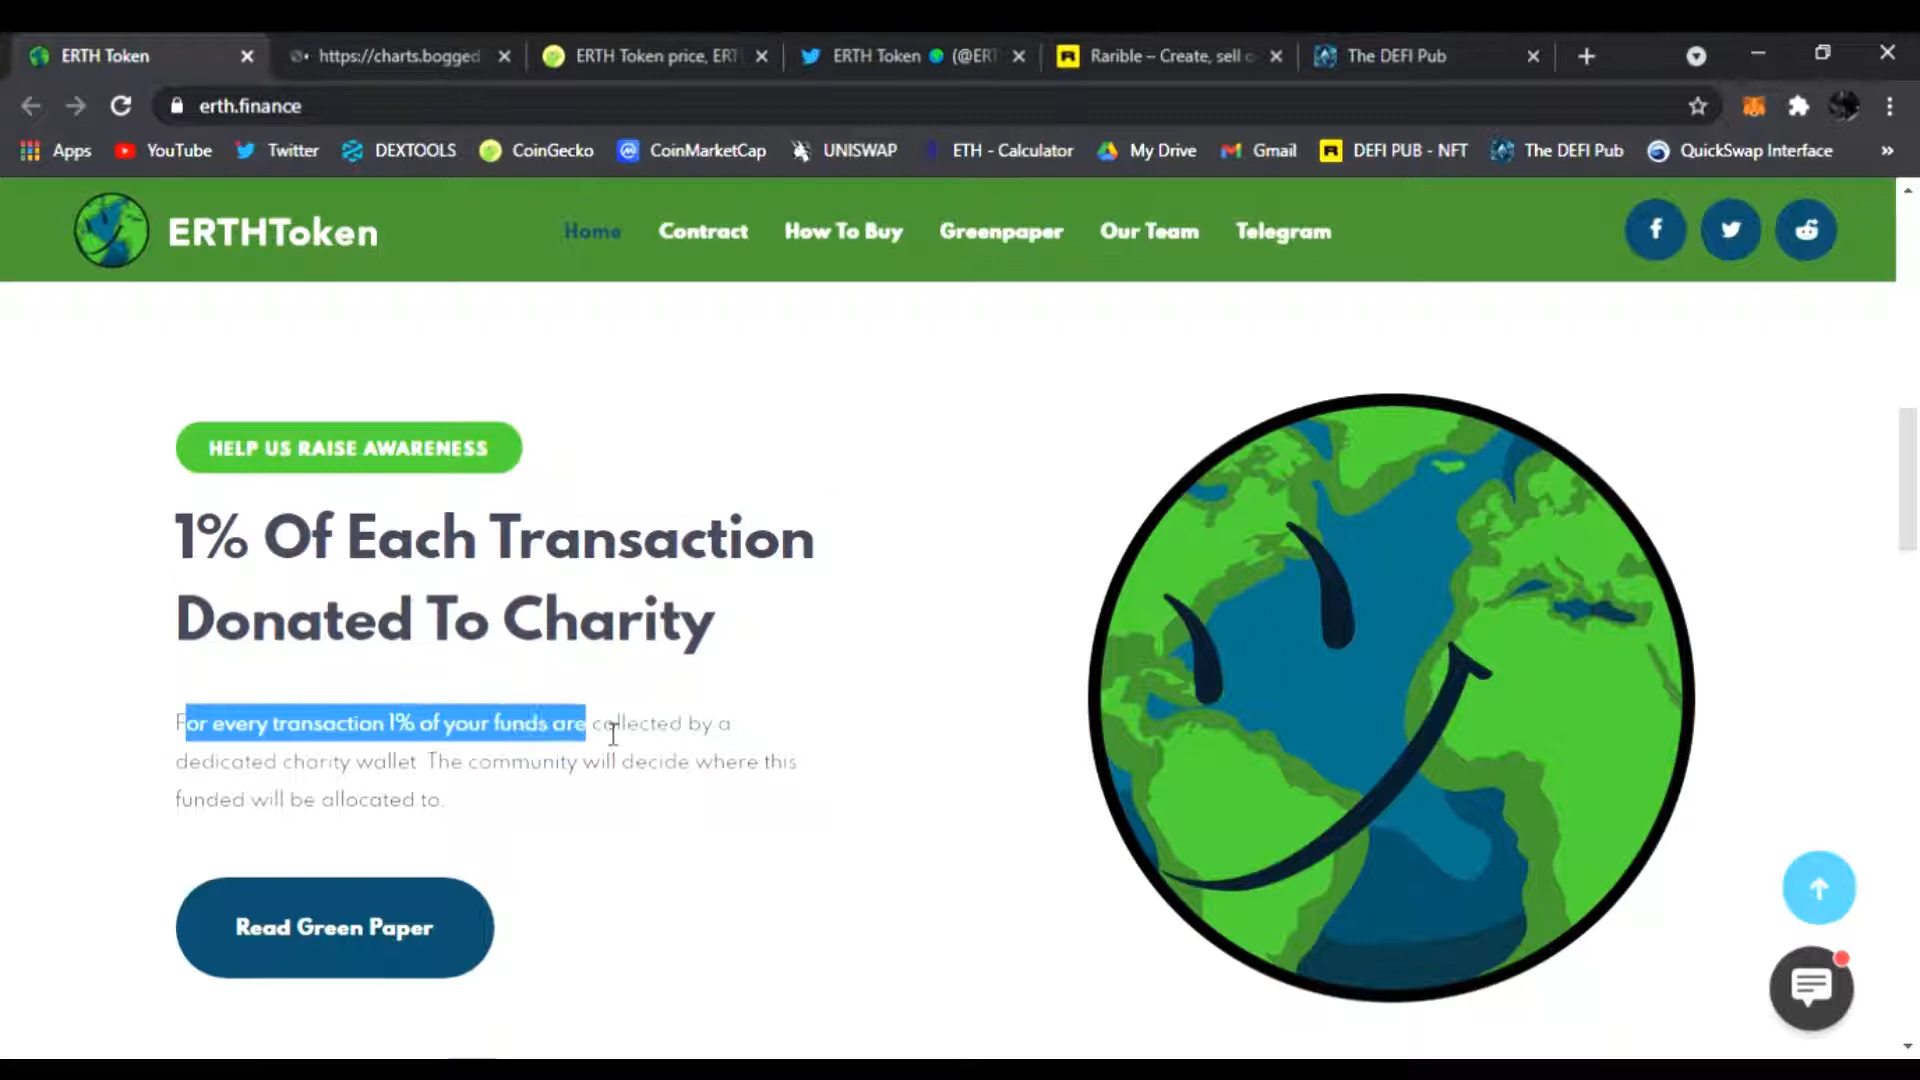 ERTH Token
https://charts.bogged
ERTH Token price, ERT
ERTH Token (@ERT
Rarible – Create, sell o
The DEFI Pub
erth.finance
Apps
YouTube
Twitter
DEXTOOLS
CoinGecko
CoinMarketCap
UNISWAP
ETH - Calculator
My Drive
Gmail
DEFI PUB - NFT
The DEFI Pub
QuickSwap Interface
»
ERTHToken
Home
Contract
How To Buy
Greenpaper
Our Team
Telegram
HELP US RAISE AWARENESS
1% Of Each Transaction
Donated To Charity
For every transaction 1% of your funds are collected by a
dedicated charity wallet. The community will decide where this
funded will be allocated to.
Read Green Paper